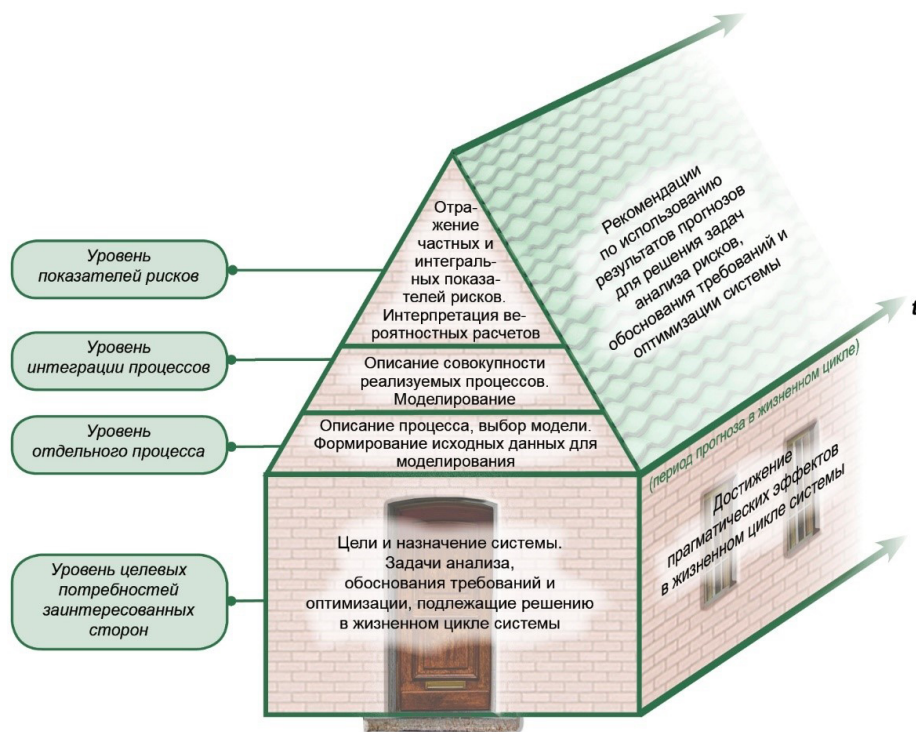 Отра-
жение
частных и
интеграль-
ных показа-
телей рисков.
Интерпретация ве-
роятностных расчетов
Рекомендации
по использованию
результатов прогнозов
для решения задач
анализа рисков,
обоснования требований и
оптимизации системы
Уровень
показателей рисков
t
Уровень
интеграции процессов
Описание совокупности
реализуемых процессов.
Моделирование
(период прогноза в жизненном цикле)
Уровень
отдельного процесса
Описание процесса, выбор модели.
Формирование исходных данных для
моделирования
Достижение
прагматических эффектов
в жизненном цикле системы
Уровень целевых
потребностей
заинтересованных
сторон
Цели и назначение системы.
Задачи анализа,
обоснования требований и
оптимизации, подлежащие решению
в жизненном цикле системы